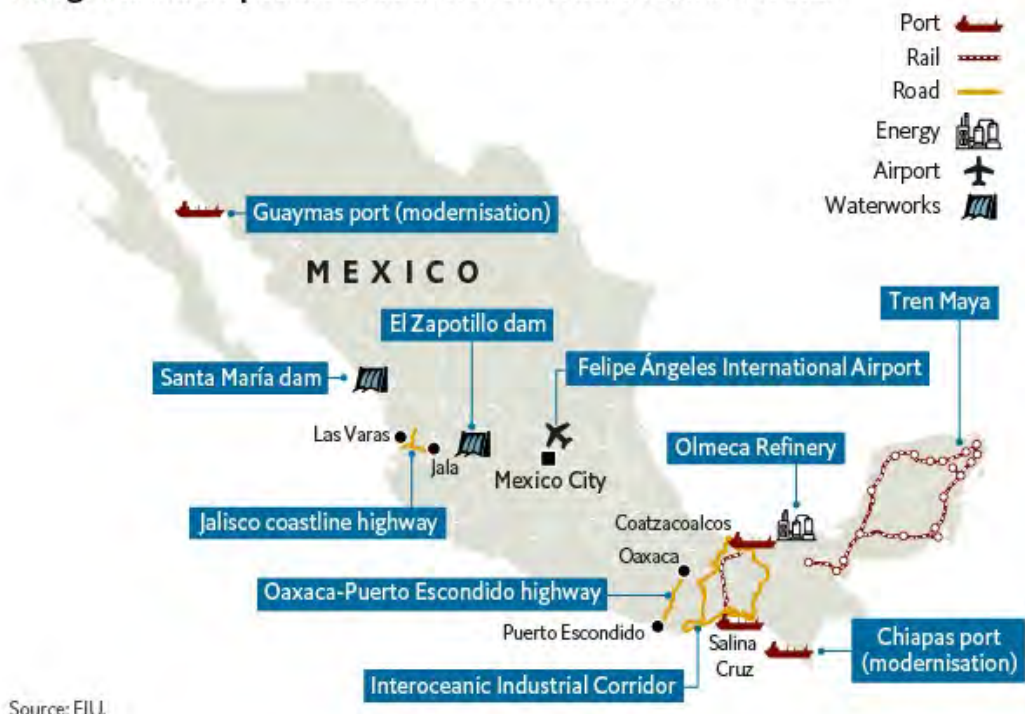 Port
Rail
Road
Energy
Airport
Waterworks
Guaymas port (modernisation)
MEXICO
Tren Maya
El Zapotillo dam
Santa María dam
Felipe Ángeles International Airport
Las Varas
Jala
Mexico City
Olmeca Refinery
Jalisco coastline highway
Coatzacoalcos
Oaxaca
Oaxaca-Puerto Escondido highway
Puerto Escondido
Salina
Cruz
Chiapas port
(modernisation)
Interoceanic Industrial Corridor
Source: EIU.